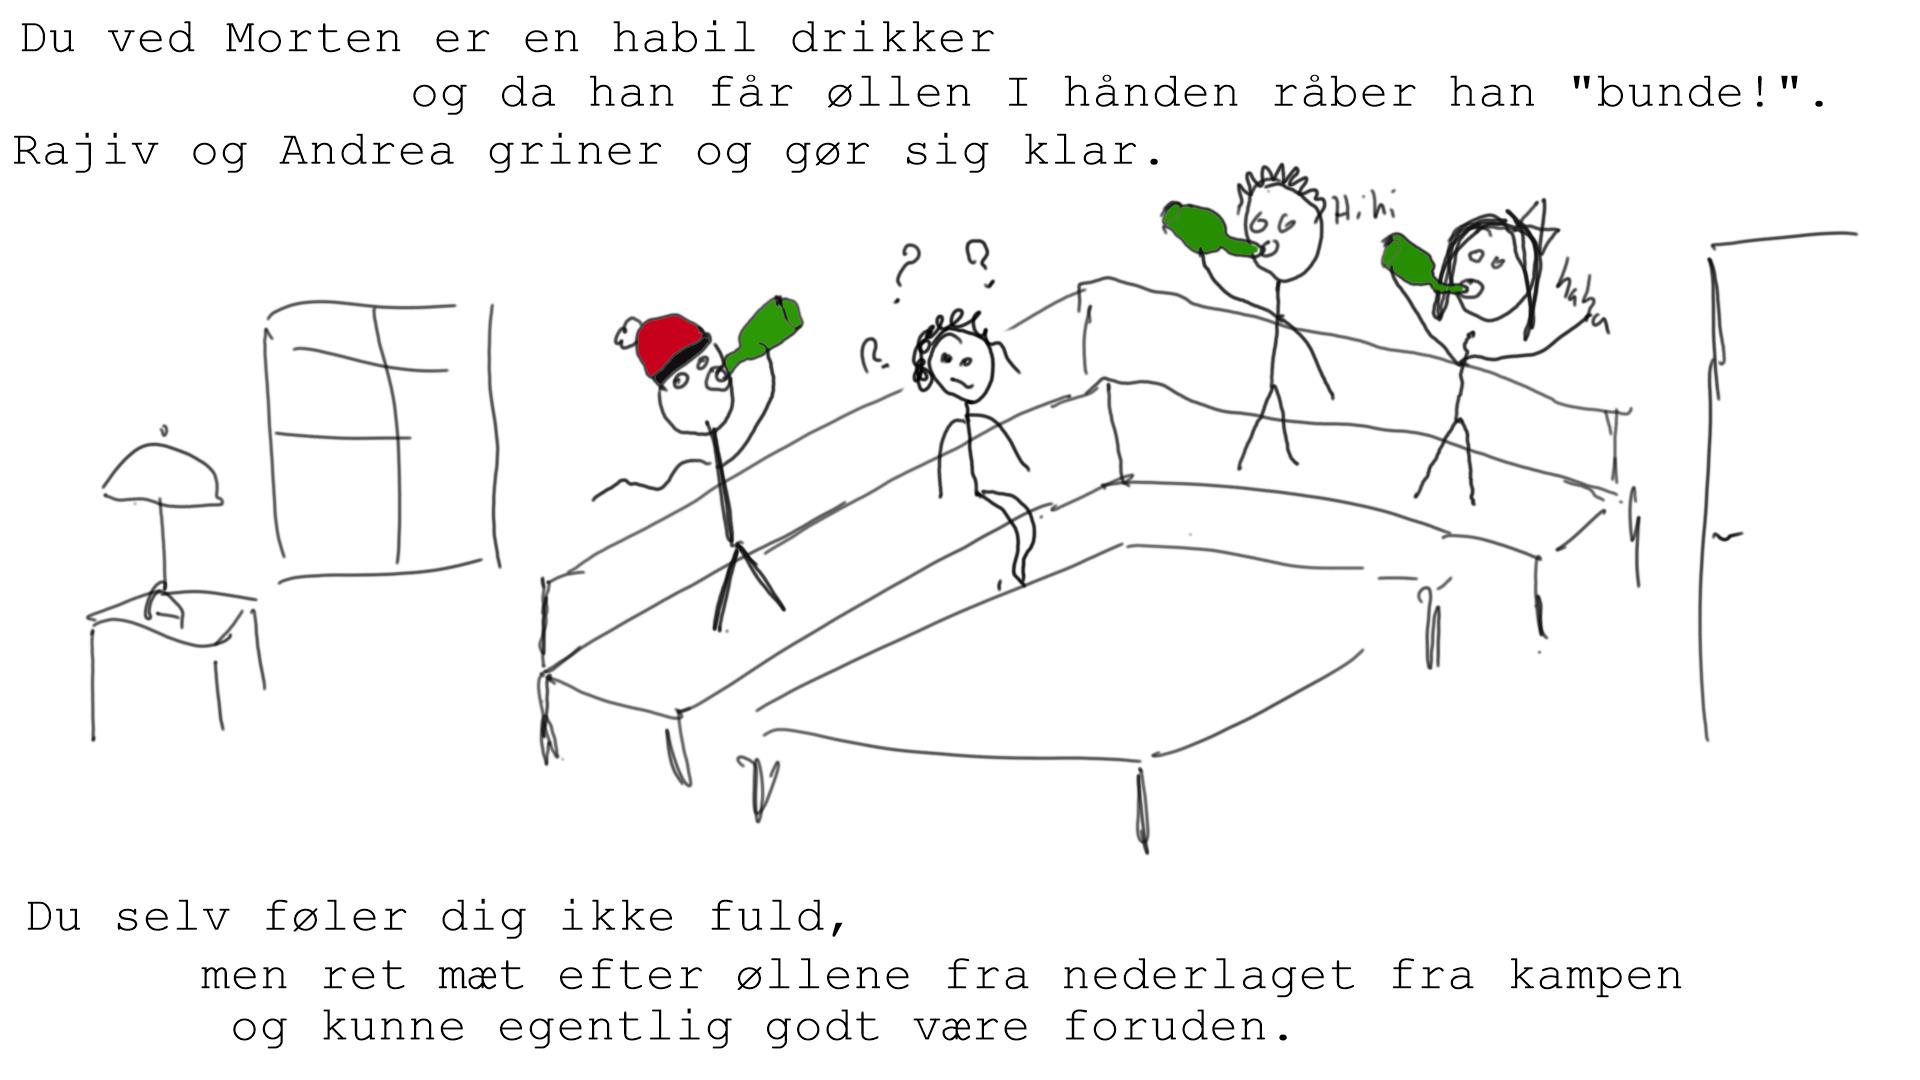 Du ved Morten er en habil drikker
og da han får øllen I hånden råber han "bunde!".
Rajiv og Andrea griner og gør sig klar.
Hihi
haha
? ?
?
Du selv føler dig ikke fuld,
men ret mæt efter øllene fra nederlaget fra kampen
og kunne egentlig godt være foruden.